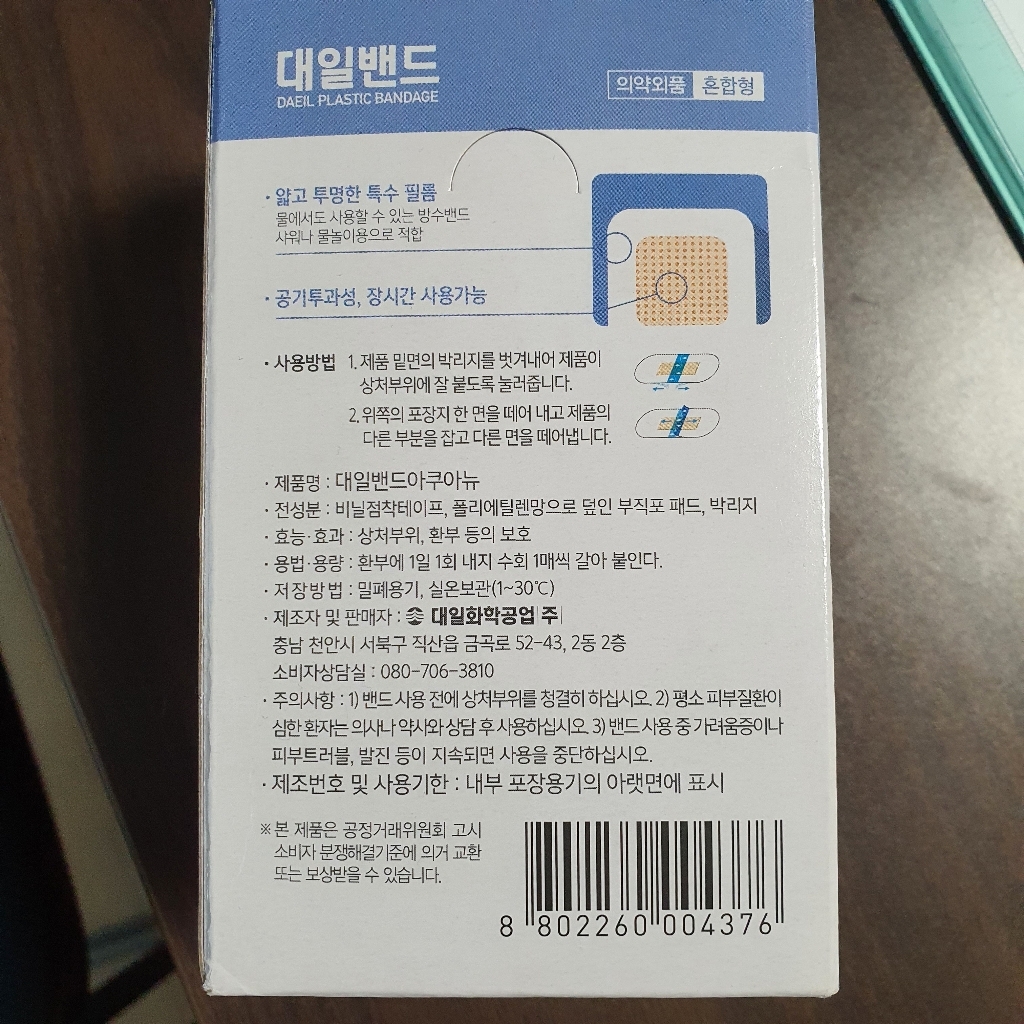 대일밴드
DAEIL PLASTIC BANDAGE
의약외품 혼합형
· 얇고 투명한 특수 필름
물에서도 사용할 수 있는 방수밴드
샤워나 물놀이용으로 적합
· 공기투과성, 장시간 사용가능
· 사용방법 1. 제품 밑면의 박리지를 벗겨내어 제품이
상처부위에 잘 붙도록 눌러줍니다.
2. 위쪽의 포장지 한 면을 떼어 내고 제품의
다른 부분을 잡고 다른 면을 떼어냅니다.
· 제품명 : 대일밴드아쿠아뉴
· 전성분 : 비닐점착테이프, 폴리에틸렌망으로 덮인 부직포 패드, 박리지
· 효능·효과 : 상처부위, 환부 등의 보호
· 용법·용량 : 환부에 1일 1회 내지 수회 1매씩 갈아 붙인다.
· 저장방법 : 밀폐용기, 실온보관(1~30℃)
· 제조자 및 판매자 : 대일화학공업|주|
충남 천안시 서북구 직산읍 금곡로 52-43, 2동 2층
소비자상담실 : 080-706-3810
· 주의사항 : 1) 밴드 사용 전에 상처부위를 청결히 하십시오. 2) 평소 피부질환이
심한 환자는 의사나 약사와 상담 후 사용하십시오. 3) 밴드 사용 중 가려움증이나
피부트러블, 발진 등이 지속되면 사용을 중단하십시오.
· 제조번호 및 사용기한 : 내부 포장용기의 아랫면에 표시
※ 본 제품은 공정거래위원회 고시
소비자 분쟁해결기준에 의거 교환
또는 보상받을 수 있습니다.
8 802260 004376